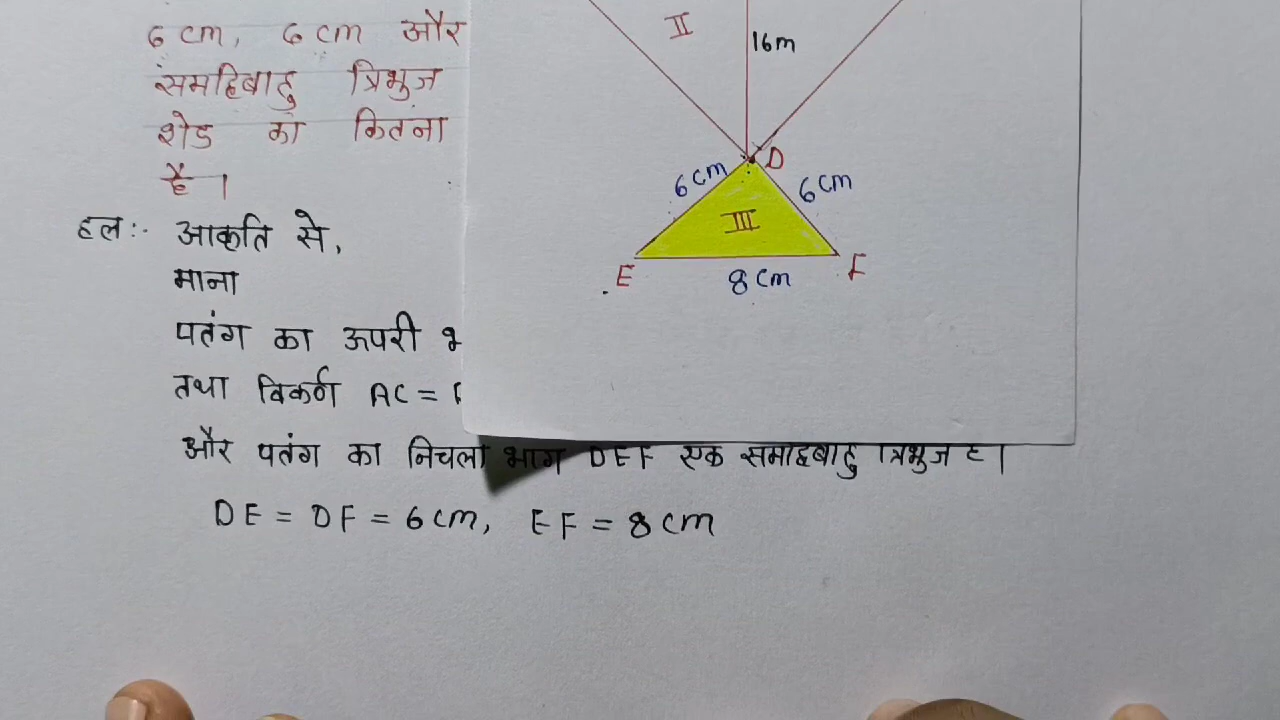 6 cm, 6 cm और
समद्विबाहु त्रिभुज
शेड का कितना
है।
II
16m
D
6 cm
6 cm
III
E
F
8 cm
हल:- आकृति से,
माना
पतंग का ऊपरी
तथा विकर्ण AC =
और पतंग का निचला भाग DEF एक समद्विबाहु त्रिभुज है।
DE = DF = 6 cm, EF = 8 cm